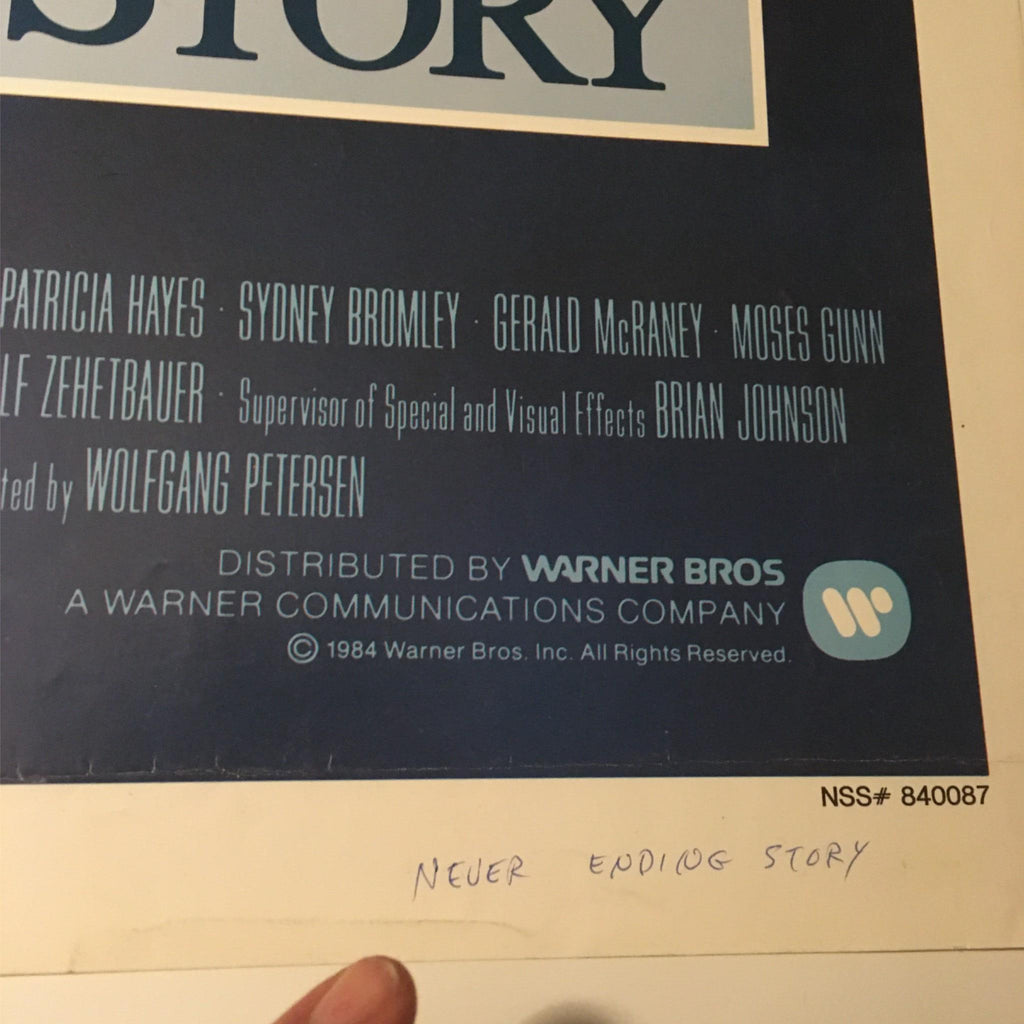 STORY
PATRICIA HAYES · SYDNEY BROMLEY · GERALD McRANEY · MOSES GUNN
LF ZEHETBAUER · Supervisor of Special and Visual Effects BRIAN JOHNSON
ted by WOLFGANG PETERSEN
DISTRIBUTED BY WARNER BROS
A WARNER COMMUNICATIONS COMPANY
© 1984 Warner Bros. Inc. All Rights Reserved.
NSS# 840087
NEVER ENDING STORY